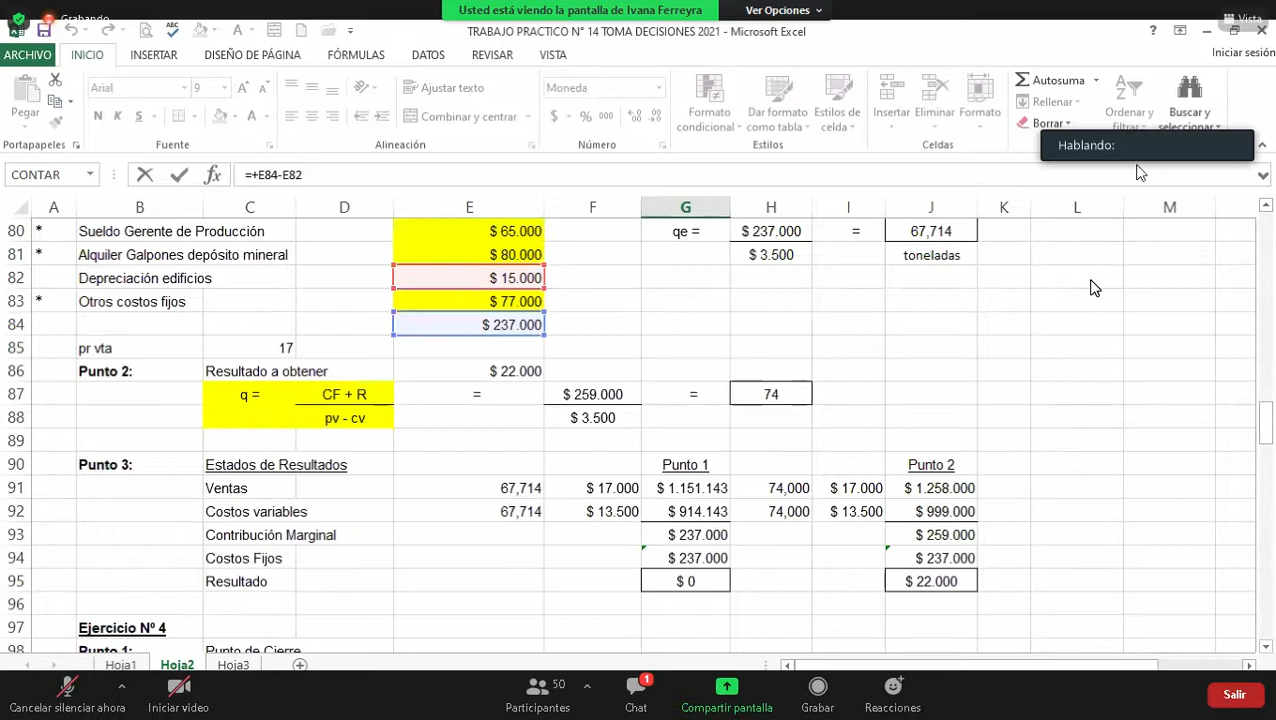 Grabando
Usted está viendo la pantalla de Ivana Ferreyra
Ver Opciones
Vista
TRABAJO PRACTICO N° 14 TOMA DECISIONES 2021 - Microsoft Excel
ARCHIVO INICIO INSERTAR DISEÑO DE PÁGINA FÓRMULAS DATOS REVISAR VISTA Iniciar sesión
Pegar
Arial 9
N K S
Ajustar texto
Combinar y centrar
Moneda
$ % 000
Formato condicional
Dar formato como tabla
Estilos de celda
Insertar Eliminar Formato
Autosuma
Rellenar
Borrar
Ordenar y filtrar
Buscar y seleccionar
Portapapeles Fuente Alineación Número Estilos Celdas
Hablando:
CONTAR =+E84-E82
A B C D E F G H I J K L M
80 * Sueldo Gerente de Producción $ 65.000 qe = $ 237.000 = 67,714
81 * Alquiler Galpones depósito mineral $ 80.000 $ 3.500 toneladas
82 Depreciación edificios $ 15.000
83 * Otros costos fijos $ 77.000
84 $ 237.000
85 pr vta 17
86 Punto 2: Resultado a obtener $ 22.000
87 q = CF + R = $ 259.000 = 74
88 pv - cv $ 3.500
89
90 Punto 3: Estados de Resultados Punto 1 Punto 2
91 Ventas 67,714 $ 17.000 $ 1.151.143 74,000 $ 17.000 $ 1.258.000
92 Costos variables 67,714 $ 13.500 $ 914.143 74,000 $ 13.500 $ 999.000
93 Contribución Marginal $ 237.000 $ 259.000
94 Costos Fijos $ 237.000 $ 237.000
95 Resultado $ 0 $ 22.000
96
97 Ejercicio Nº 4
98 Punto 1: Punto de Cierre
Hoja1 Hoja2 Hoja3
Cancelar silenciar ahora
Iniciar video
50
Participantes
1
Chat
Compartir pantalla
Grabar
Reacciones
Salir